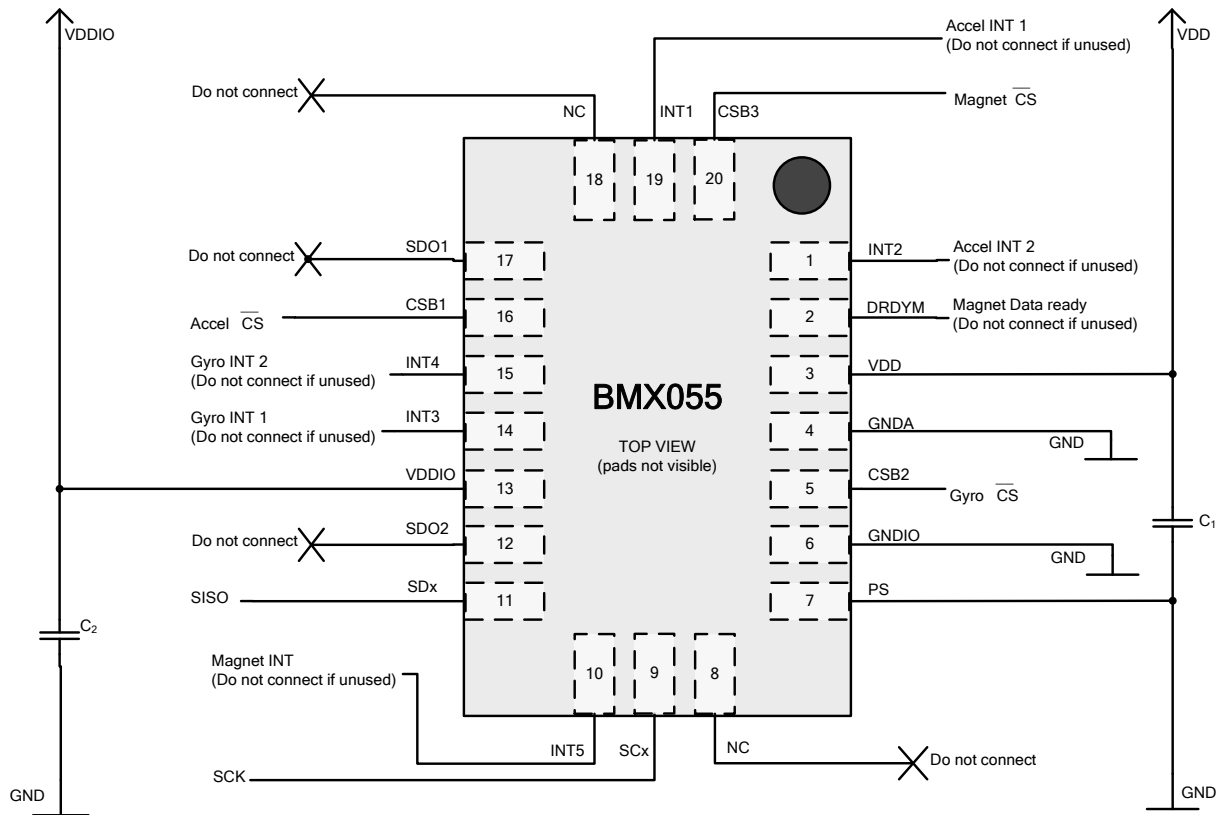 VDDIO
VDD
Accel INT 1
(Do not connect if unused)
Do not connect
NC
INT1
CSB3
Magnet CS
18
19
20
Do not connect
SDO1
17
1
INT2
Accel INT 2
(Do not connect if unused)
Accel CS
CSB1
16
2
DRDYM
Magnet Data ready
(Do not connect if unused)
Gyro INT 2
(Do not connect if unused)
INT4
15
3
VDD
BMX055
Gyro INT 1
(Do not connect if unused)
INT3
14
TOP VIEW
(pads not visible)
4
GNDA
GND
VDDIO
13
5
CSB2
Gyro CS
Do not connect
SDO2
12
6
GNDIO
GND
C1
SISO
SDx
11
7
PS
C2
Magnet INT
(Do not connect if unused)
10
9
8
INT5
SCx
NC
Do not connect
SCK
GND
GND